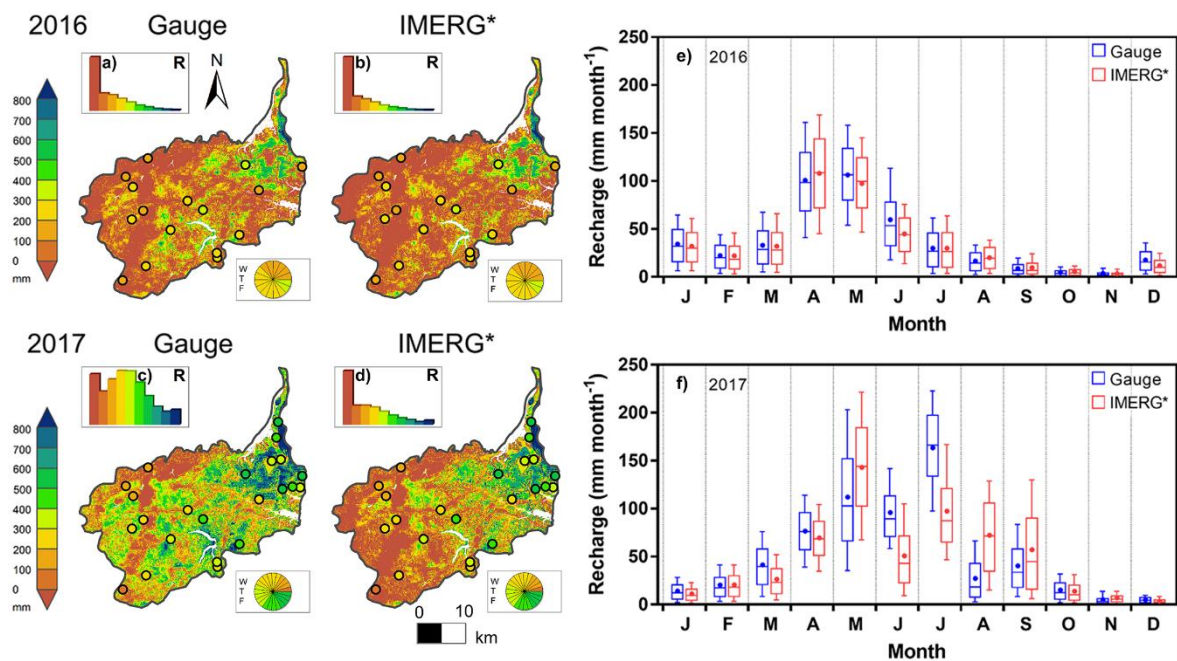 2016 Gauge IMERG*
a) R
N
b) R
800
700
600
500
400
300
200
100
0
mm
W
T
F
W
T
F
2017 Gauge IMERG*
c) R
d) R
800
700
600
500
400
300
200
100
0
mm
W
T
F
W
T
F
0 10
km
e) 2016
Gauge
IMERG*
Recharge (mm month-1)
250
200
150
100
50
0
J F M A M J J A S O N D
Month
f) 2017
Gauge
IMERG*
Recharge (mm month-1)
250
200
150
100
50
0
J F M A M J J A S O N D
Month